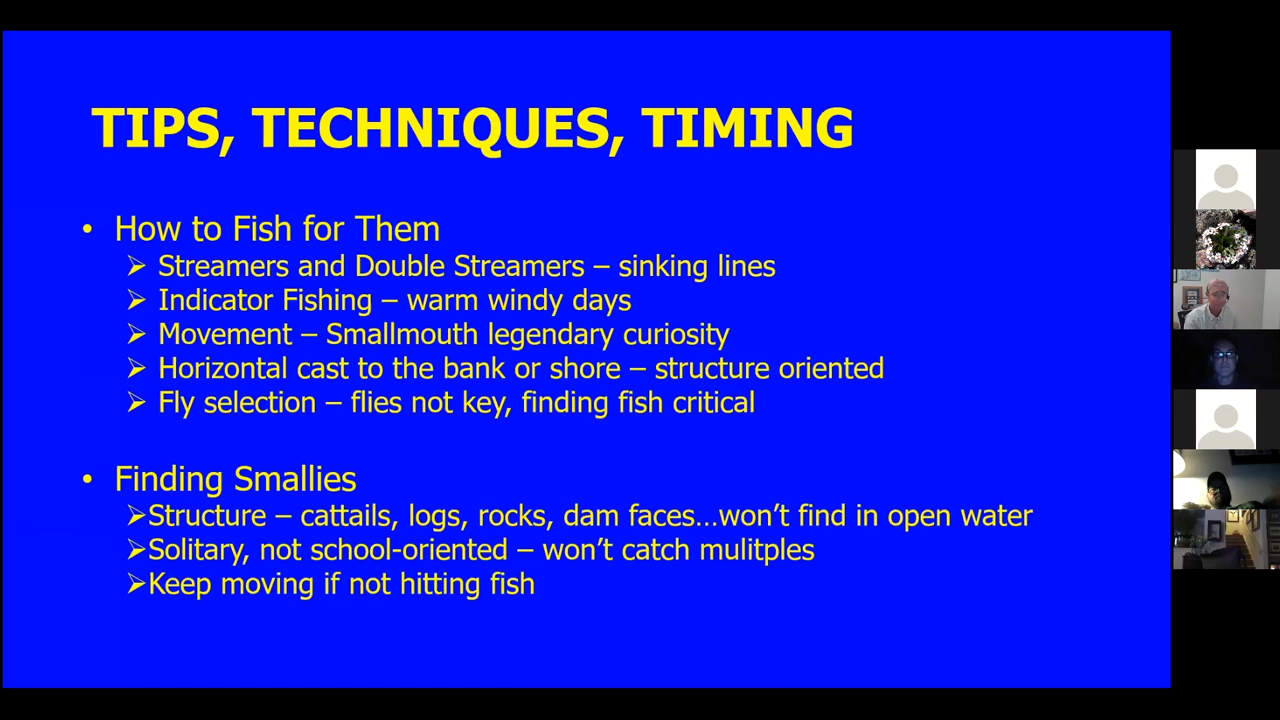 TIPS, TECHNIQUES, TIMING
• How to Fish for Them
➢ Streamers and Double Streamers – sinking lines
➢ Indicator Fishing – warm windy days
➢ Movement – Smallmouth legendary curiosity
➢ Horizontal cast to the bank or shore – structure oriented
➢ Fly selection – flies not key, finding fish critical
• Finding Smallies
➢Structure – cattails, logs, rocks, dam faces...won't find in open water
➢Solitary, not school-oriented – won't catch mulitples
➢Keep moving if not hitting fish